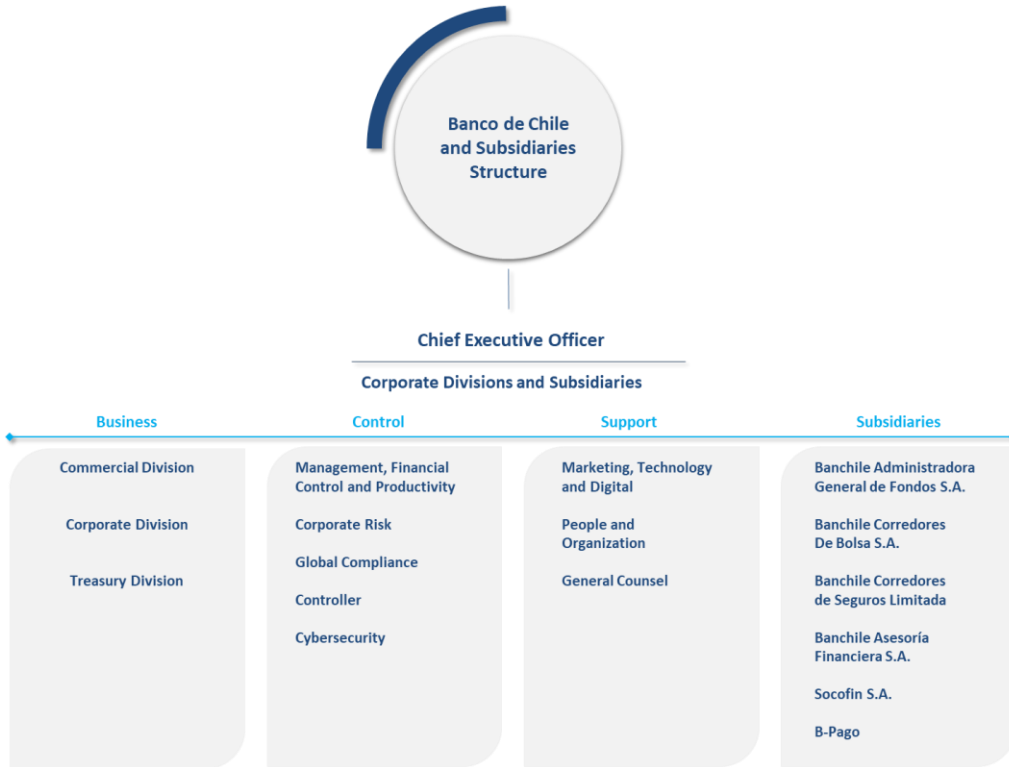 Banco de Chile
and Subsidiaries
Structure
Chief Executive Officer
Corporate Divisions and Subsidiaries
Business
Commercial Division
Corporate Division
Treasury Division
Control
Management, Financial
Control and Productivity
Corporate Risk
Global Compliance
Controller
Cybersecurity
Support
Marketing, Technology
and Digital
People and
Organization
General Counsel
Subsidiaries
Banchile Administradora
General de Fondos S.A.
Banchile Corredores
De Bolsa S.A.
Banchile Corredores
de Seguros Limitada
Banchile Asesoría
Financiera S.A.
Socofin S.A.
B-Pago